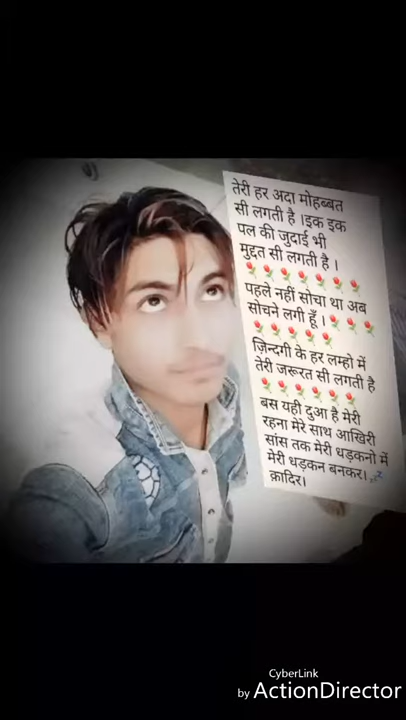 तेरी हर अदा मोहब्बत
सी लगती है ।इक इक
पल की जुदाई भी
मुद्दत सी लगती है ।
🌹🌹🌹🌹🌹🌹🌹
पहले नहीं सोचा था अब
सोचने लगी हूँ । 🌹🌹🌹
🌹🌹🌹🌹🌹
ज़िन्दगी के हर लम्हो में
तेरी जरूरत सी लगती है
🌹🌹🌹🌹🌹🌹
बस यही दुआ है मेरी
रहना मेरे साथ आखिरी
सांस तक मेरी धड़कनो में
मेरी धड़कन बनकर। 💤
क़ादिर।
CyberLink
by ActionDirector